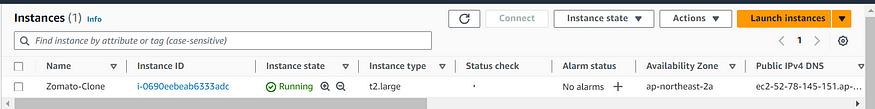 Instances (1) Info Connect Instance state Actions Launch instances
Find instance by attribute or tag (case-sensitive) 1
Name Instance ID Instance state Instance type Status check Alarm status Availability Zone Public IPv4 DNS
Zomato-Clone i-0690eebeab6333adc Running t2.large No alarms + ap-northeast-2a ec2-52-78-145-151.ap-...